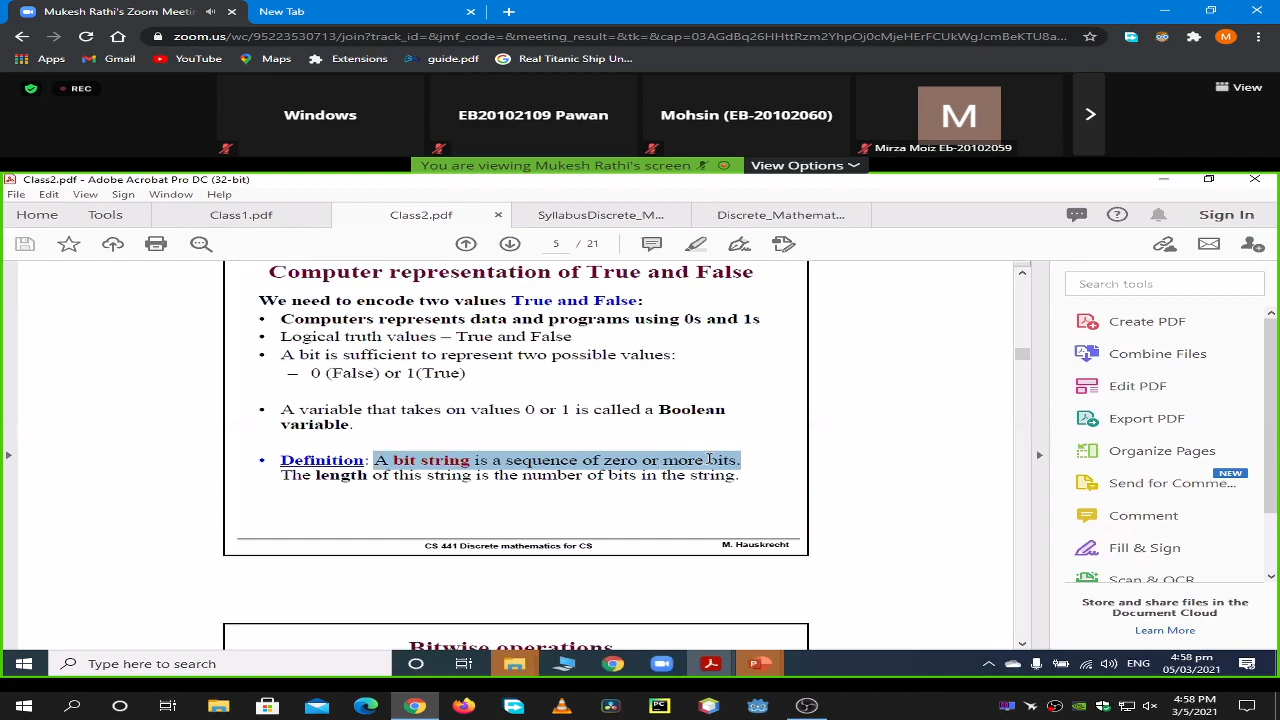 Mukesh Rathi's Zoom Meeting
New Tab
zoom.us/wc/95223530713/join?track_id=&jmf_code=&meeting_result=&tk=&cap=03AGdBq26HHttRzm2YhpOj0cMjeHErFCUkWgJcmBeKTU8a...
M
Apps
Gmail
YouTube
Maps
Extensions
guide.pdf
Real Titanic Ship Un...
REC
Windows
EB20102109 Pawan
Mohsin (EB-20102060)
M
Mirza Moiz Eb-20102059
View
You are viewing Mukesh Rathi's screen
View Options
Class2.pdf - Adobe Acrobat Pro DC (32-bit)
File Edit View Sign Window Help
Home
Tools
Class1.pdf
Class2.pdf
SyllabusDiscrete_M...
Discrete_Mathemat...
Sign In
5 / 21
Computer representation of True and False
We need to encode two values True and False:
• Computers represents data and programs using 0s and 1s
• Logical truth values – True and False
• A bit is sufficient to represent two possible values:
– 0 (False) or 1(True)
• A variable that takes on values 0 or 1 is called a Boolean
variable.
• Definition: A bit string is a sequence of zero or more bits.
The length of this string is the number of bits in the string.
CS 441 Discrete mathematics for CS
M. Hauskrecht
Bitwise operations
Search tools
Create PDF
Combine Files
Edit PDF
Export PDF
Organize Pages
NEW
Send for Comme...
Comment
Fill & Sign
Scan & OCR
Store and share files in the
Document Cloud
Learn More
Type here to search
ENG
4:58 pm
05/03/2021
ENG
4:58 PM
3/5/2021